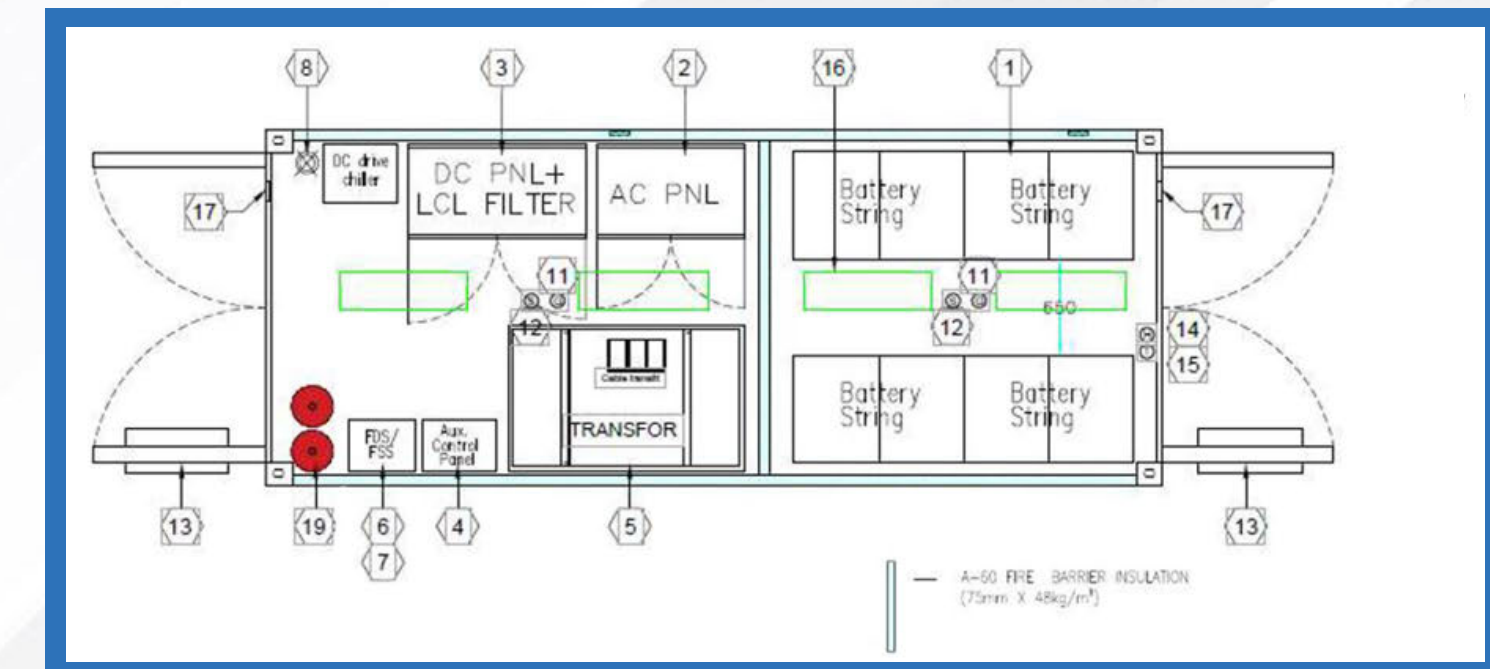 8
3
2
16
1
DC drive
chiller
DC PNL+
LCL FILTER
AC PNL
Battery
String
Battery
String
17
17
11
11
12
12
650
14
15
Cable transit
TRANSFOR
Battery
String
Battery
String
FDS/
FSS
Aux.
Control
Panel
13
19
6
7
4
5
13
A-60 FIRE BARRIER INSULATION
(75mm X 48kg/m³)